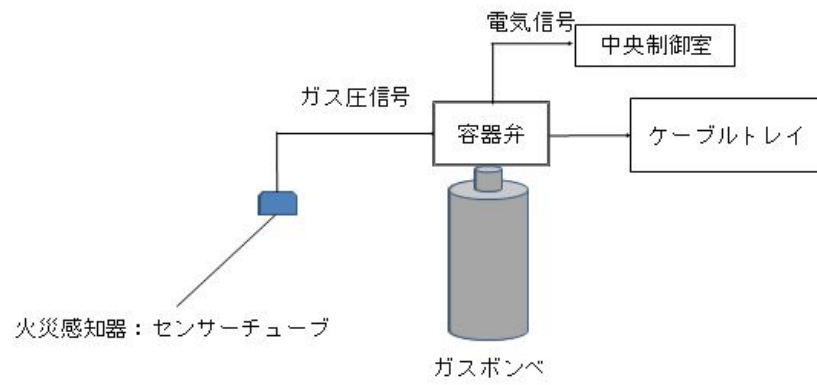 電気信号
中央制御室
ガス圧信号
容器弁
ケーブルトレイ
火災感知器：センサーチューブ
ガスボンベ